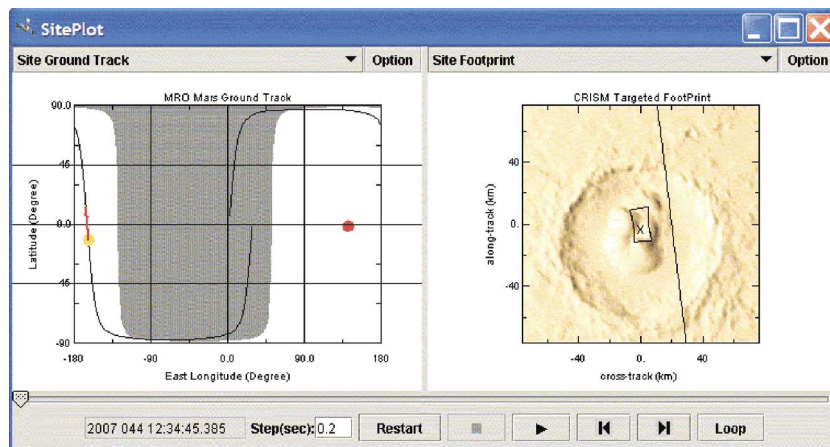 SitePlot
Site Ground Track Option
Site Footprint Option
MRO Mars Ground Track
90.0
45
0.0
45
-90
-180 -90 0.0 90.0 180
Latitude (Degree)
East Longitude (Degree)
CRISM Targeted FootPrint
40
0.
-40
-40 0. 40
along-track (km)
cross-track (km)
2007 044 12:34:45.385 Step(sec): 0.2 Restart Loop